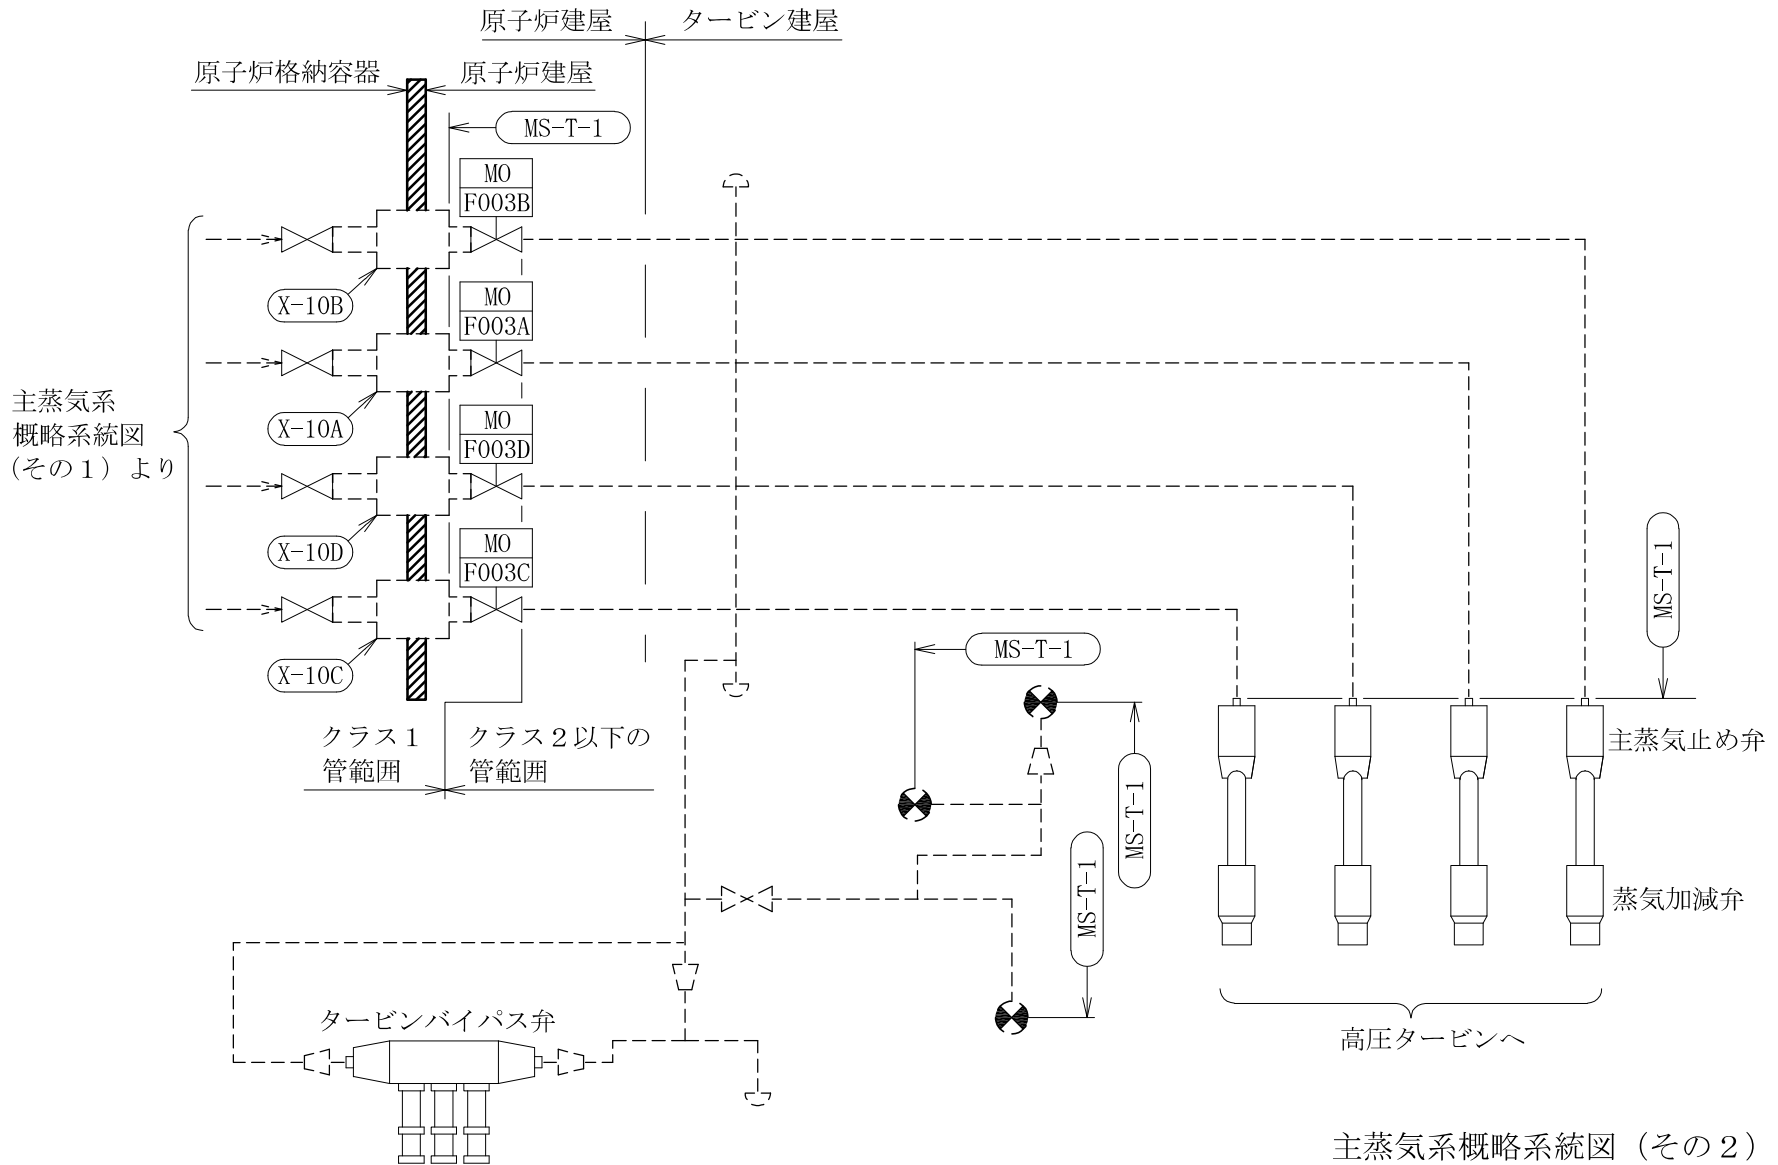 原子炉建屋
タービン建屋
原子炉格納容器
原子炉建屋
MS-T-1
MO
F003B
X-10B
MO
F003A
X-10A
主蒸気系
概略系統図
(その１) より
MO
F003D
X-10D
MO
F003C
X-10C
MS-T-1
MS-T-1
クラス１
管範囲
クラス２以下の
管範囲
MS-T-1
MS-T-1
主蒸気止め弁
蒸気加減弁
タービンバイパス弁
高圧タービンへ
主蒸気系概略系統図 (その２)